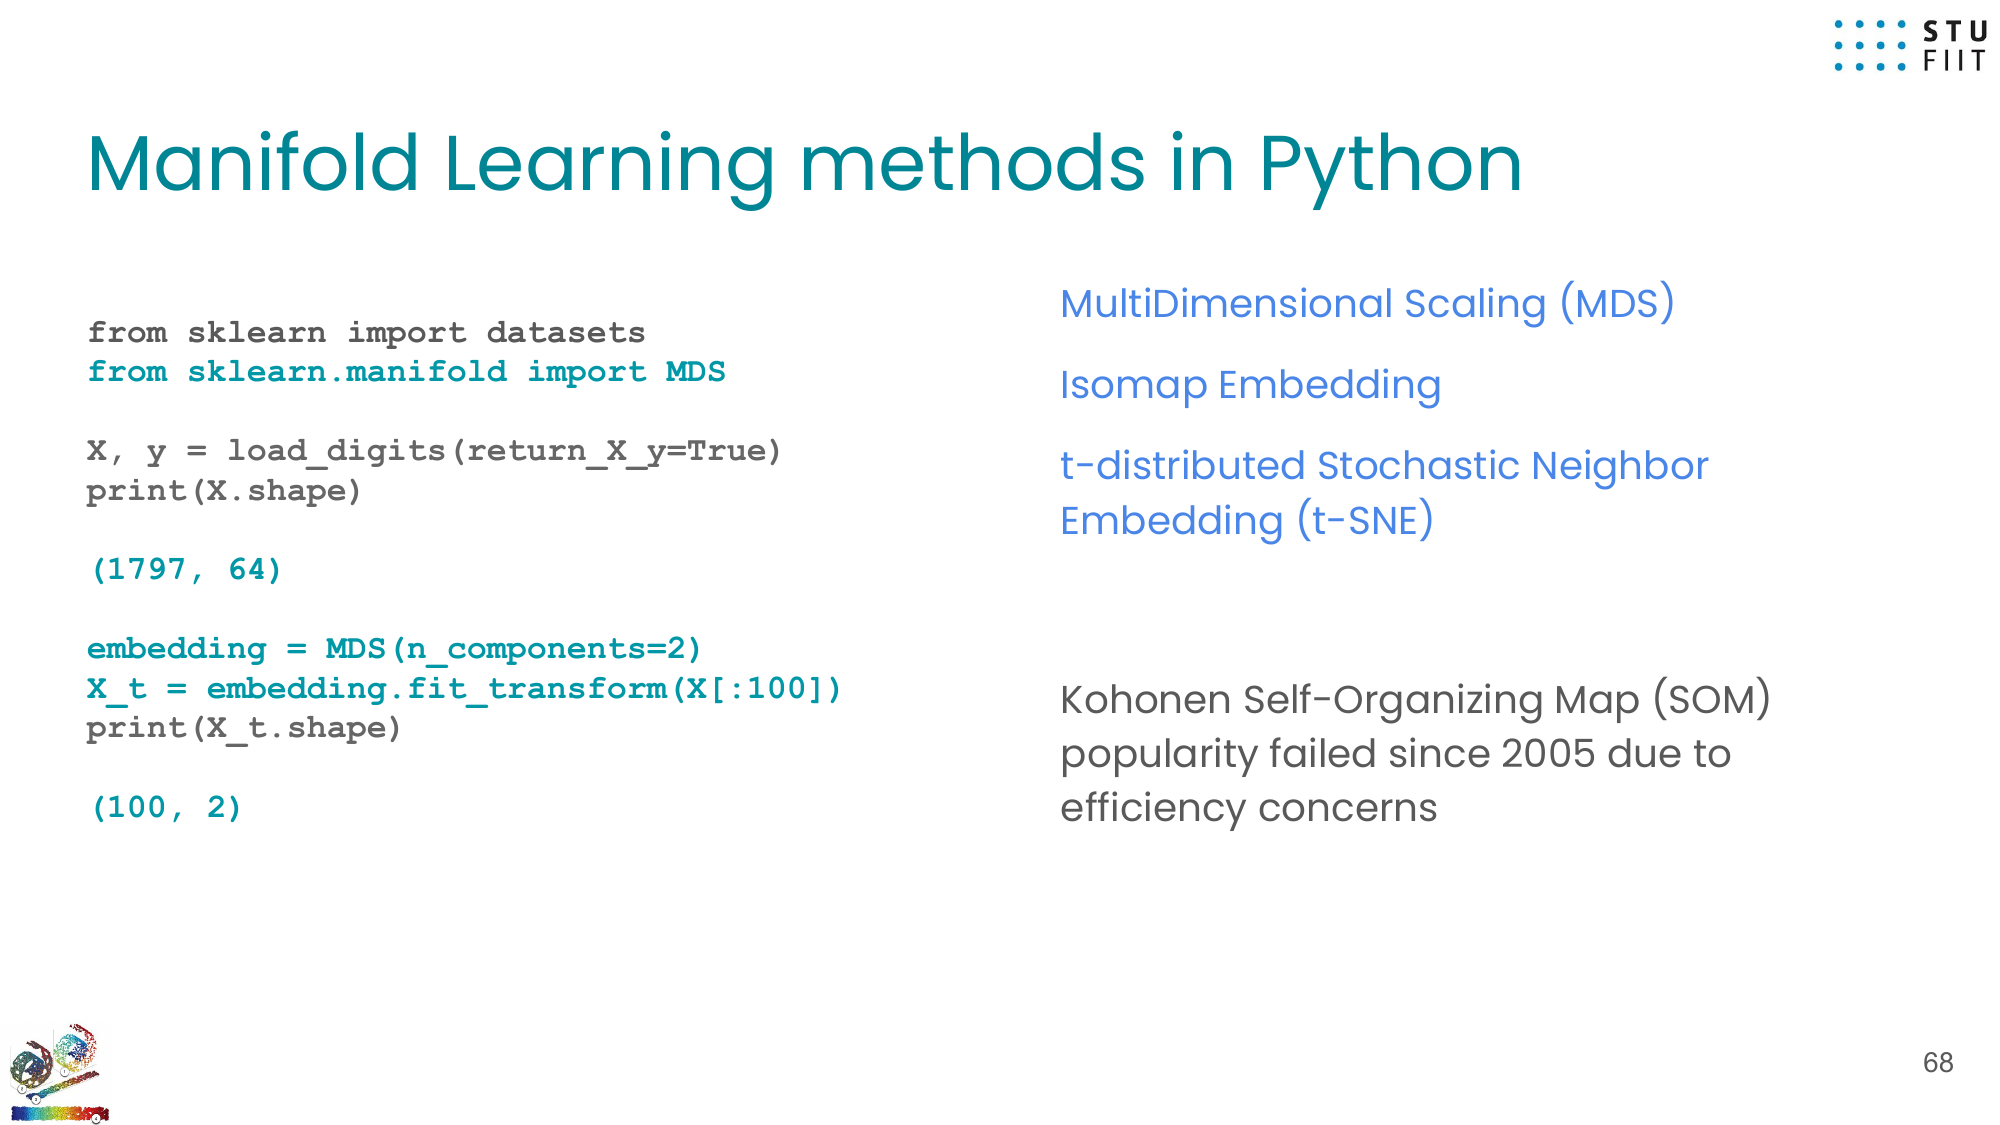 STU
FIIT
Manifold Learning methods in Python
from sklearn import datasets
from sklearn.manifold import MDS
X, y = load_digits(return_X_y=True)
print(X.shape)
(1797, 64)
embedding = MDS(n_components=2)
X_t = embedding.fit_transform(X[:100])
print(X_t.shape)
(100, 2)
MultiDimensional Scaling (MDS)
Isomap Embedding
t-distributed Stochastic Neighbor
Embedding (t-SNE)
Kohonen Self-Organizing Map (SOM)
popularity failed since 2005 due to
efficiency concerns
68